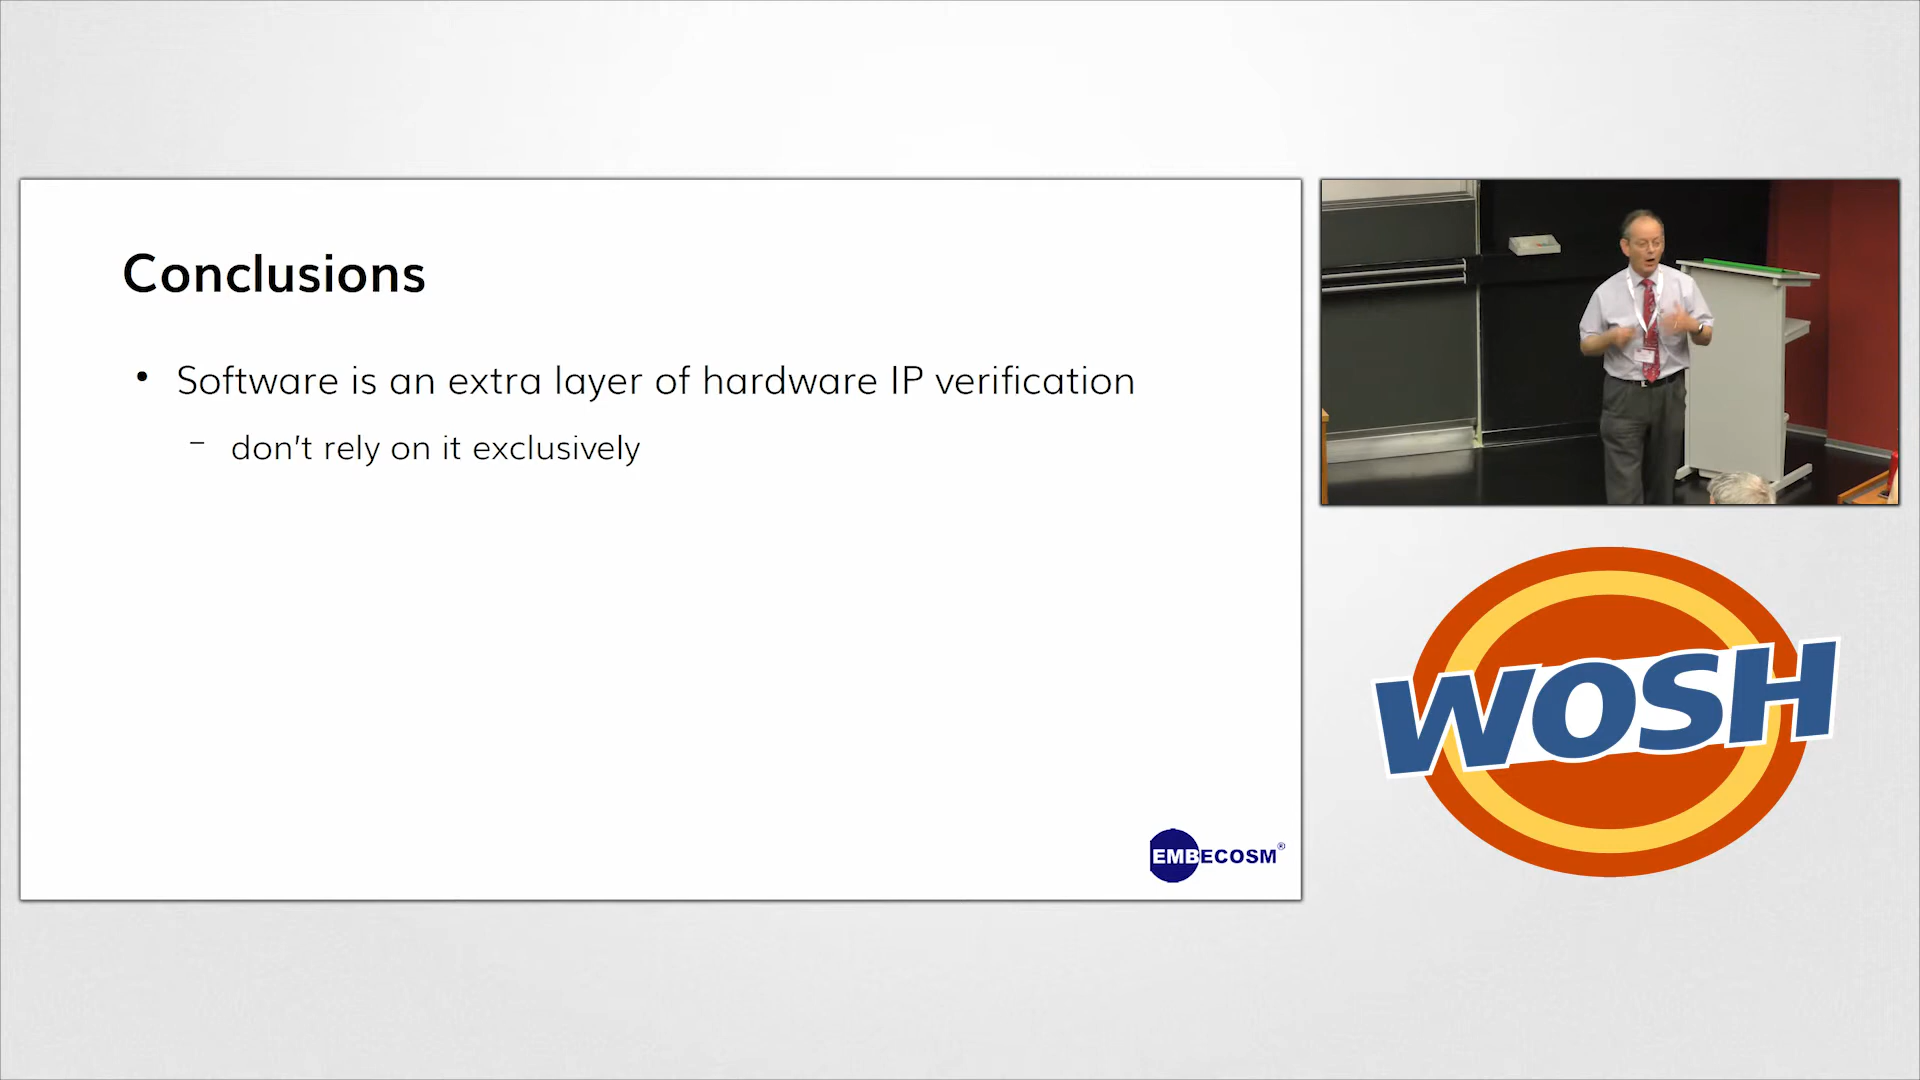 Conclusions
• Software is an extra layer of hardware IP verification
– don't rely on it exclusively
EMBECOSM®
WOSH